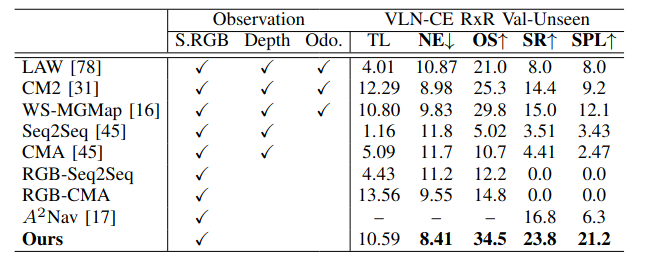 Observation VLN-CE RxR Val-Unseen
S.RGB Depth Odo. TL NE↓ OS↑ SR↑ SPL↑
LAW [78] ✓ ✓ ✓ 4.01 10.87 21.0 8.0 8.0
CM2 [31] ✓ ✓ ✓ 12.29 8.98 25.3 14.4 9.2
WS-MGMap [16] ✓ ✓ ✓ 10.80 9.83 29.8 15.0 12.1
Seq2Seq [45] ✓ ✓ 1.16 11.8 5.02 3.51 3.43
CMA [45] ✓ ✓ 5.09 11.7 10.7 4.41 2.47
RGB-Seq2Seq ✓ 4.43 11.2 12.2 0.0 0.0
RGB-CMA ✓ 13.56 9.55 14.8 0.0 0.0
A²Nav [17] ✓ – – – 16.8 6.3
Ours ✓ 10.59 8.41 34.5 23.8 21.2